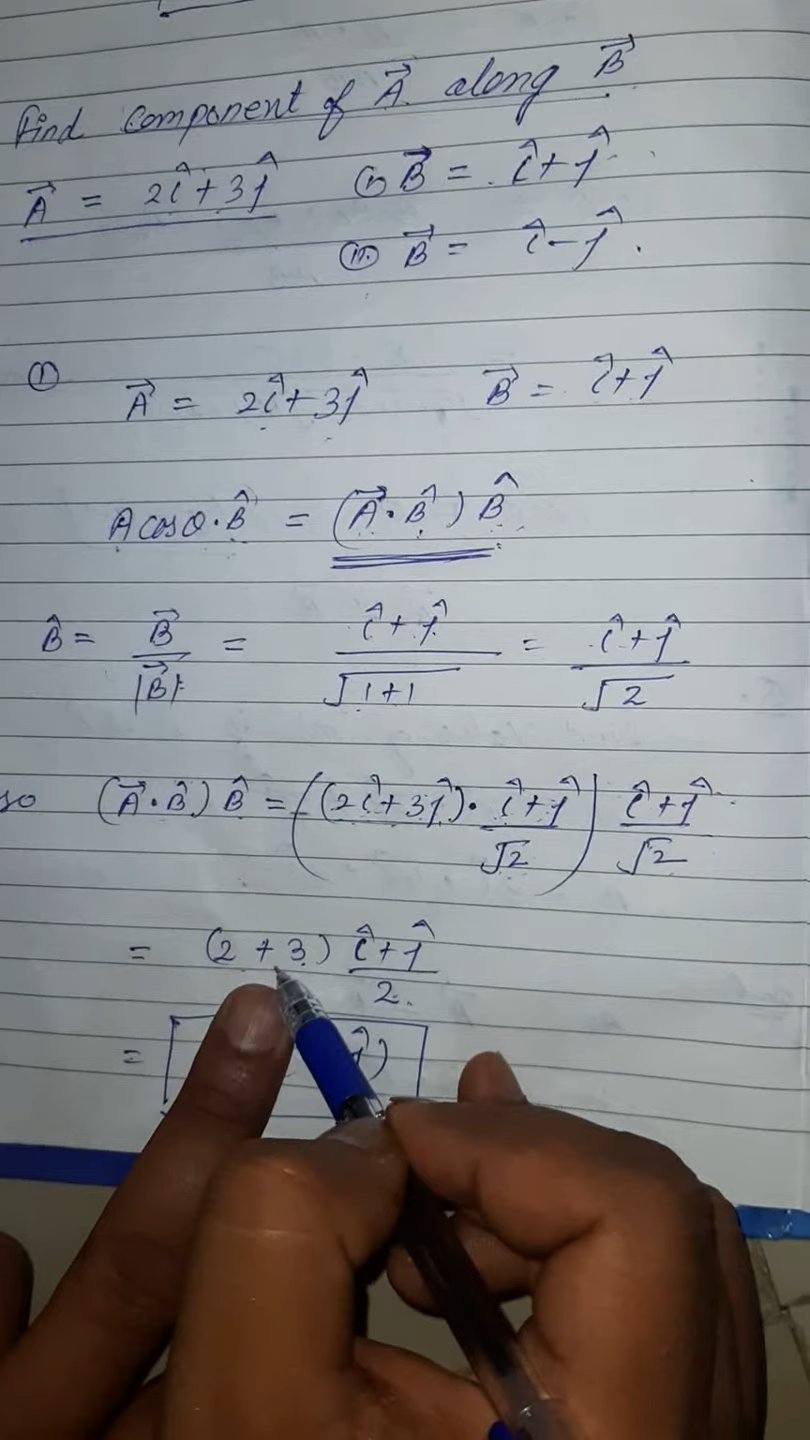 Find component of A⃗ along B⃗
A⃗ = 2î + 3ĵ (i) B⃗ = î + ĵ
(ii) B⃗ = î - ĵ.
(1)
A⃗ = 2î + 3ĵ B⃗ = î + ĵ
A cosθ · B̂ = (A⃗ · B̂) B̂
B̂ = B⃗/|B⃗| = (î + ĵ)/√(1+1) = (î + ĵ)/√2
so (A⃗ · B̂) B̂ = ((2î + 3ĵ) · (î + ĵ)/√2) (î + ĵ)/√2
= (2 + 3) (î + ĵ)/2.
= ĵ)